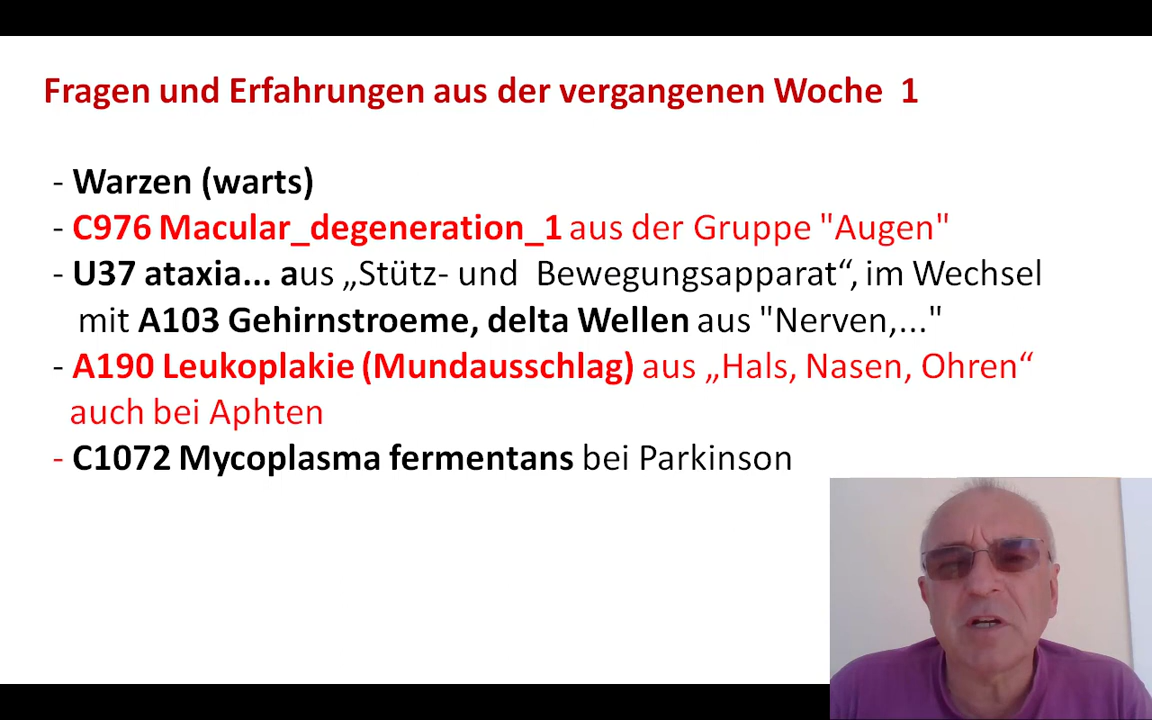 Fragen und Erfahrungen aus der vergangenen Woche 1
- Warzen (warts)
- C976 Macular_degeneration_1 aus der Gruppe "Augen"
- U37 ataxia... aus „Stütz- und Bewegungsapparat“, im Wechsel
mit A103 Gehirnstroeme, delta Wellen aus "Nerven,..."
- A190 Leukoplakie (Mundausschlag) aus „Hals, Nasen, Ohren“
auch bei Aphten
- C1072 Mycoplasma fermentans bei Parkinson